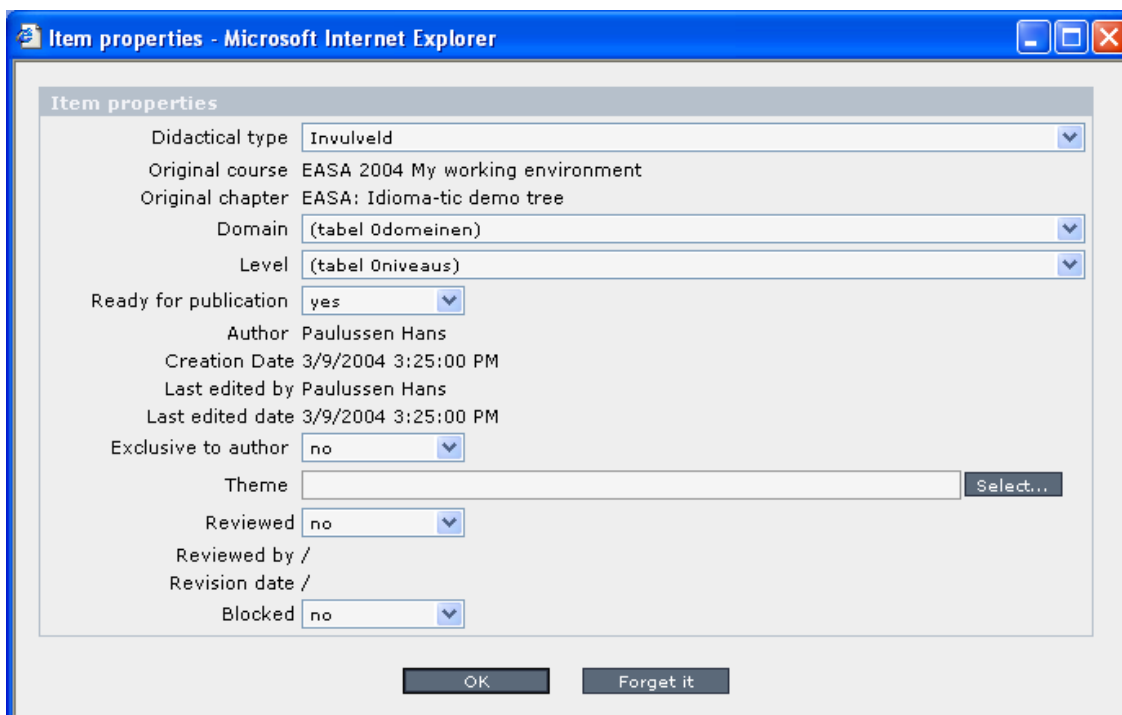 Item properties - Microsoft Internet Explorer
Item properties
Didactical type Invulveld
Original course EASA 2004 My working environment
Original chapter EASA: Idioma-tic demo tree
Domain (tabel 0domeinen)
Level (tabel 0niveaus)
Ready for publication yes
Author Paulussen Hans
Creation Date 3/9/2004 3:25:00 PM
Last edited by Paulussen Hans
Last edited date 3/9/2004 3:25:00 PM
Exclusive to author no
Theme Select...
Reviewed no
Reviewed by /
Revision date /
Blocked no
OK Forget it